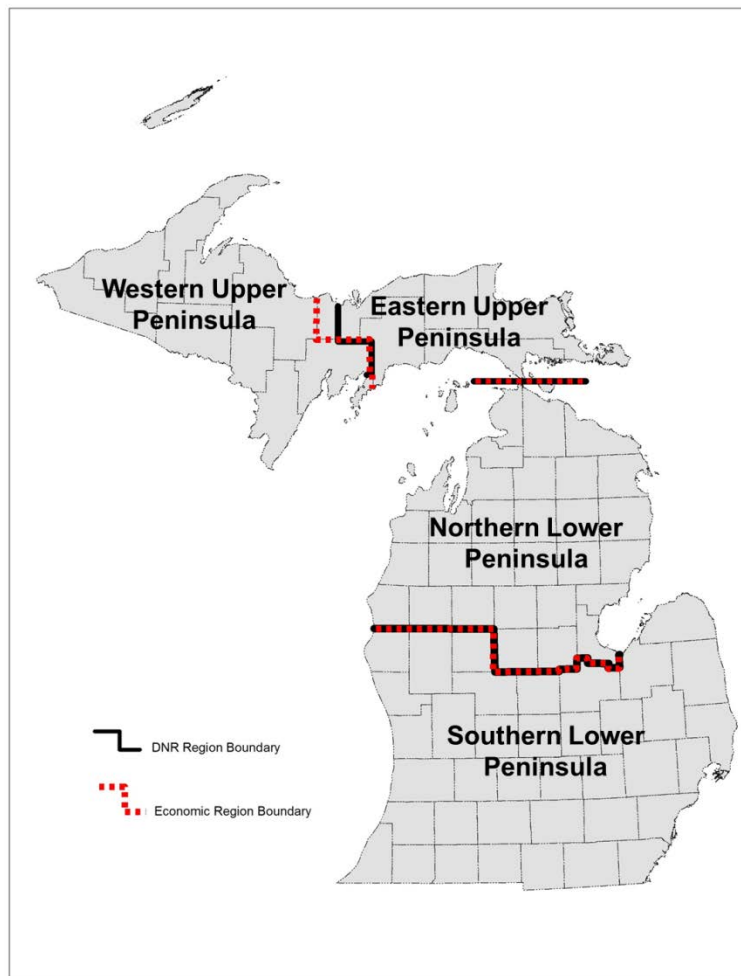 Western Upper
Peninsula
Eastern Upper
Peninsula
Northern Lower
Peninsula
Southern Lower
Peninsula
DNR Region Boundary
Economic Region Boundary